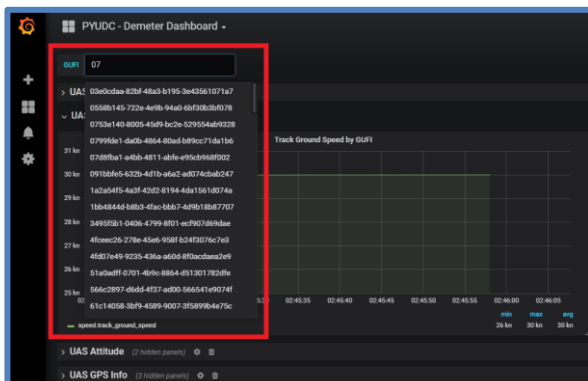 PYUDC - Demeter Dashboard
GUFI 07
> UAS
03e0cdaa-82bf-48a3-b195-3e43561071a7
0558b145-722e-4e9b-94a0-6bf30b3bf078
0753e140-8005-45d9-bc2e-529554ab9328
0799fde1-da0b-4864-80ad-b89cc71da1b6
07d8fba1-a4bb-4811-abfe-e95cb968f002
091bbfe5-632b-4d1b-a6a2-ad074cbab247
1a2a54f5-4a3f-42d2-8194-4da1561d074a
1bb4844d-b8b3-4fac-bbb7-4d9b18b87707
3495f5b1-0406-4799-8f01-ecf907d69dae
4fceec26-278e-45e6-958f-b24f3076c7e3
4fd07e49-9235-436a-a60d-8f0acdaea2e9
51a0adff-0701-4b9c-8864-d51301782dfe
566c2897-d6dd-4f37-ad00-566541e9074f
61c14058-3bf9-4589-9007-3f5899b4e75c
UAS
Track Ground Speed by GUFI
31 kn
30 kn
29 kn
28 kn
27 kn
26 kn
25 kn
02:45:35 02:45:40 02:45:45 02:45:50 02:45:55 02:46:00 02:46:05
min max avg
speed.track_ground_speed 26 kn 30 kn 30 kn
> UAS Attitude (2 hidden panels)
> UAS GPS Info (3 hidden panels)